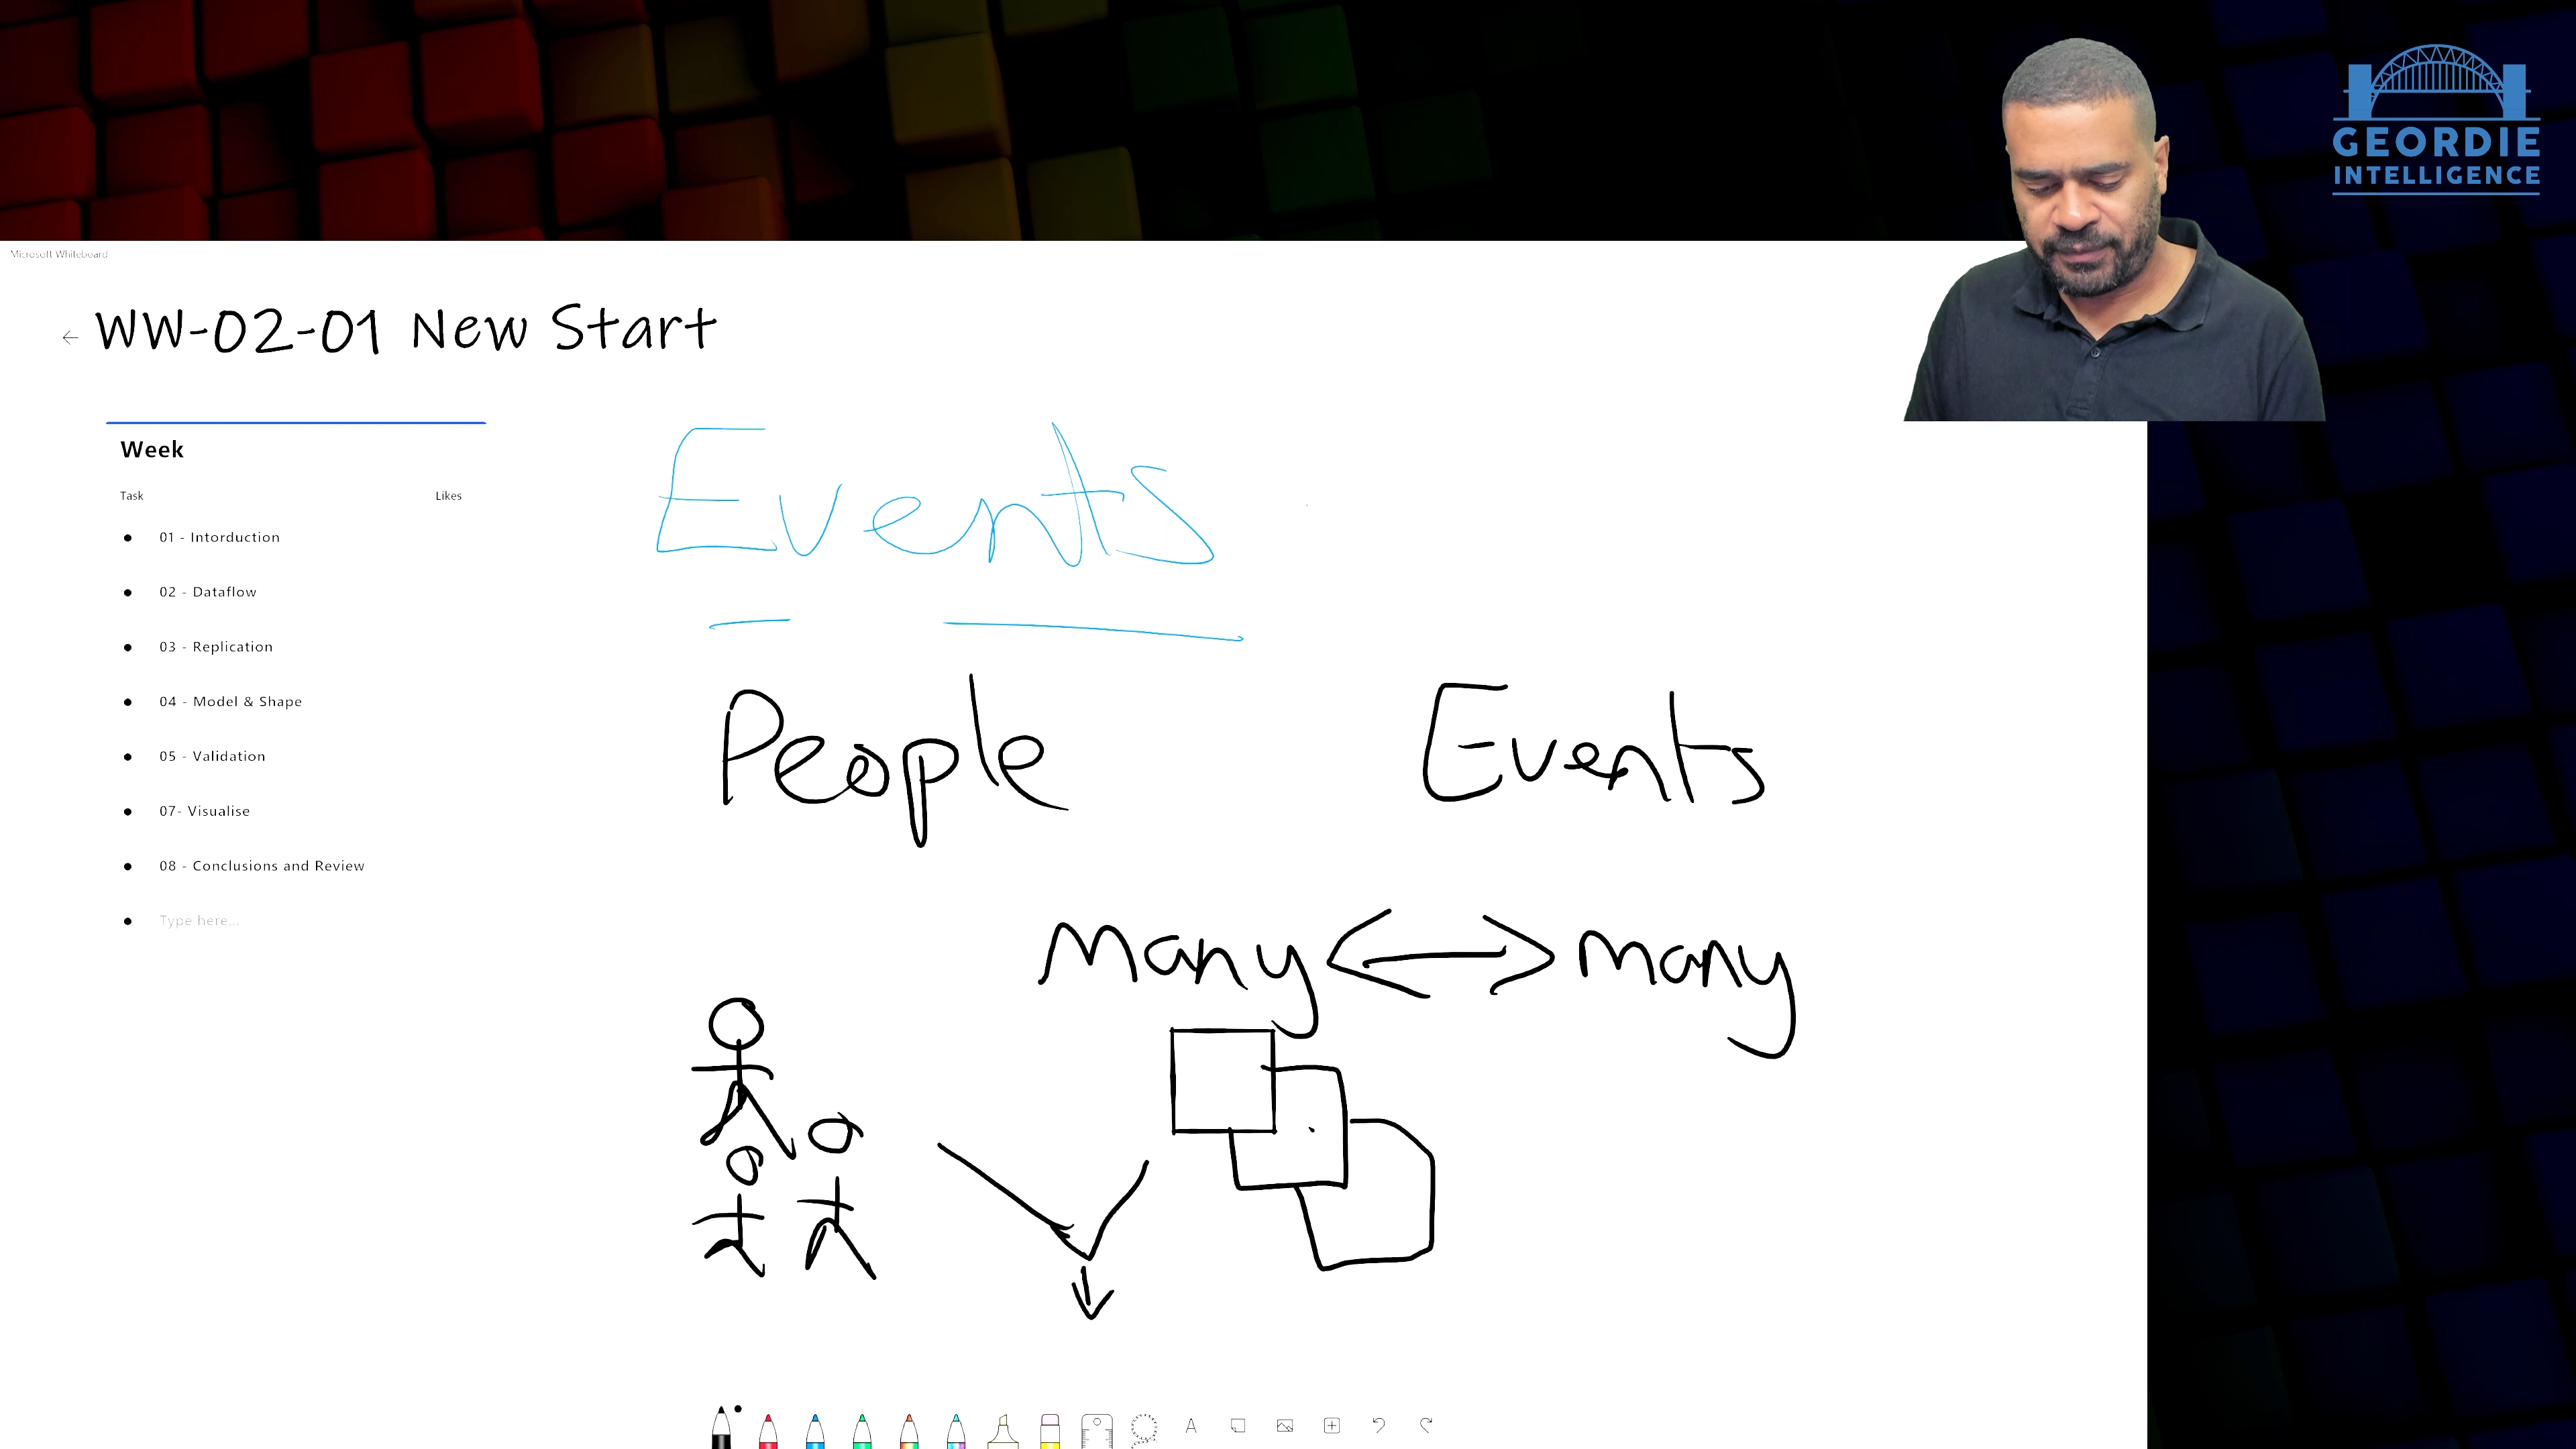 GEORDIE
INTELLIGENCE
Microsoft Whiteboard
WW-02-01 New Start
Week
Task Likes
01 - Intorduction
02 - Dataflow
03 - Replication
04 - Model & Shape
05 - Validation
07- Visualise
08 - Conclusions and Review
Type here...
Events
People Events
Many many
A